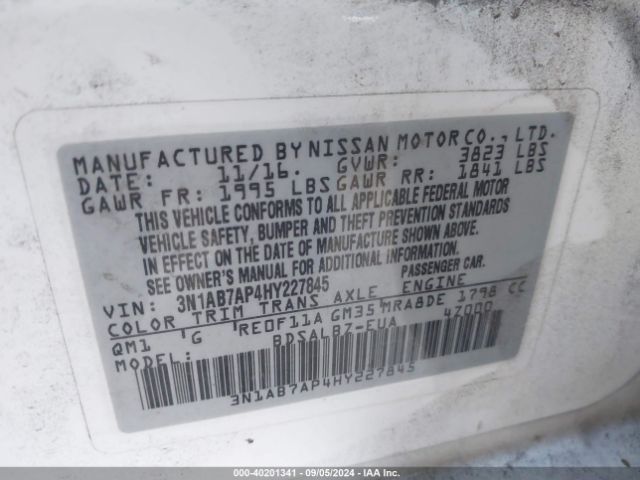 MANUFACTURED BY NISSAN MOTOR CO., LTD.
DATE: 11/16. GVWR: 3823 LBS
GAWR FR: 1995 LBS GAWR RR: 1841 LBS
THIS VEHICLE CONFORMS TO ALL APPLICABLE FEDERAL MOTOR
VEHICLE SAFETY, BUMPER AND THEFT PREVENTION STANDARDS
IN EFFECT ON THE DATE OF MANUFACTURE SHOWN ABOVE.
SEE OWNER'S MANUAL FOR ADDITIONAL INFORMATION.
VIN: 3N1AB7AP4HY227845 PASSENGER CAR.
COLOR TRIM TRANS AXLE ENGINE
QM1 G RE0F11A GM35 MRA8DE 1798 CC
MODEL: BDSALB7-EUA 47000
3N1AB7AP4HY227845
000-40201341 - 09/05/2024 - IAA Inc.